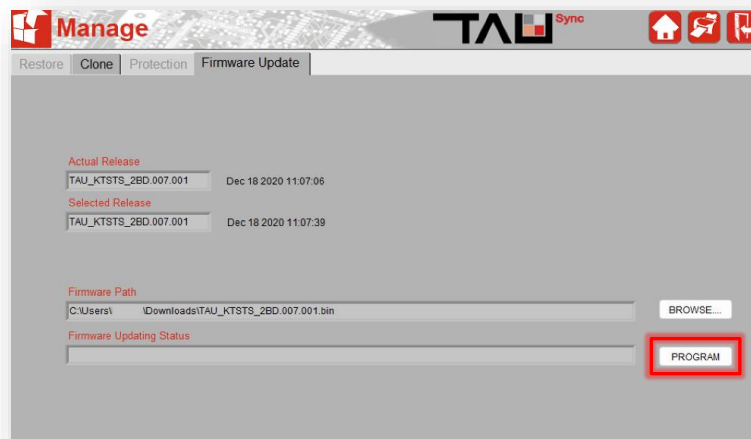 Manage
TAU Sync
Restore Clone Protection Firmware Update
Actual Release
TAU_KTSTS_2BD.007.001 Dec 18 2020 11:07:06
Selected Release
TAU_KTSTS_2BD.007.001 Dec 18 2020 11:07:39
Firmware Path
C:\Users\ \Downloads\TAU_KTSTS_2BD.007.001.bin BROWSE....
Firmware Updating Status
PROGRAM